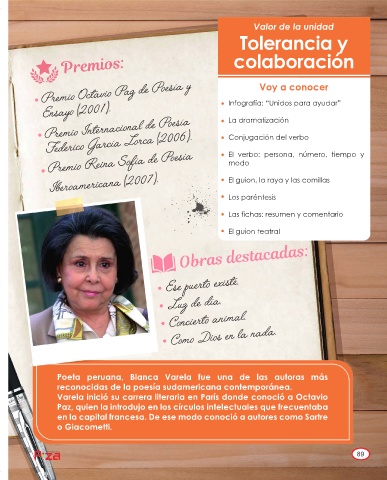 Valor de la unidad
Tolerancia y
colaboración
Voy a conocer
• Infografía: "Unidos para ayudar"
• La dramatización
• Conjugación del verbo
• El verbo: persona, número, tiempo y
modo
• El guion, la raya y las comillas
• Los paréntesis
• Las fichas: resumen y comentario
• El guion teatral
Premios:
• Premio Octavio Paz de Poesía y
Ensayo (2001).
• Premio Internacional de Poesía
Federico García Lorca (2006).
• Premio Reina Sofía de Poesía
Iberoamericana (2007).
Obras destacadas:
• Ese puerto existe.
• Luz de día.
• Concierto animal.
• Como Dios en la nada.
Poeta peruana, Blanca Varela fue una de las autoras más
reconocidas de la poesía sudamericana contemporánea.
Varela inició su carrera literaria en París donde conoció a Octavio
Paz, quien la introdujo en los círculos intelectuales que frecuentaba
en la capital francesa. De ese modo conoció a autores como Sartre
o Giacometti.
89